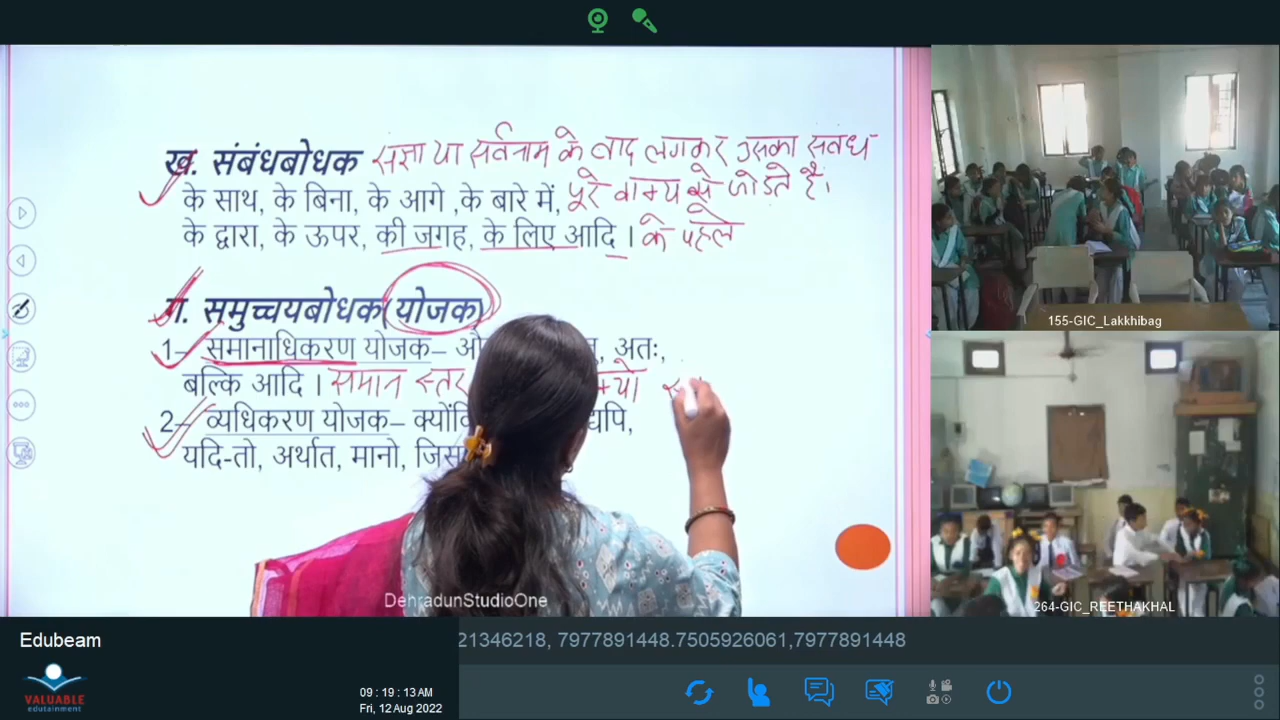 ख. संबंधबोधक संज्ञा या सर्वनाम के बाद लगकर उसका संबंध
के साथ, के बिना, के आगे ,के बारे में, पूरे वाक्य से जोड़ते है।
के द्वारा, के ऊपर, की जगह, के लिए आदि । के पहले
ग. समुच्चयबोधक(योजक)
1– समानाधिकरण योजक– अतः,
बल्कि आदि । समान स्तर
2– व्यधिकरण योजक–
यदि-तो, अर्थात, मानो,
DehradunStudioOne
155-GIC_Lakkhibag
264-GIC_REETHAKHAL
Edubeam
21346218, 7977891448.7505926061,7977891448
VALUABLE
edutainment
09 : 19 : 13 AM
Fri, 12 Aug 2022